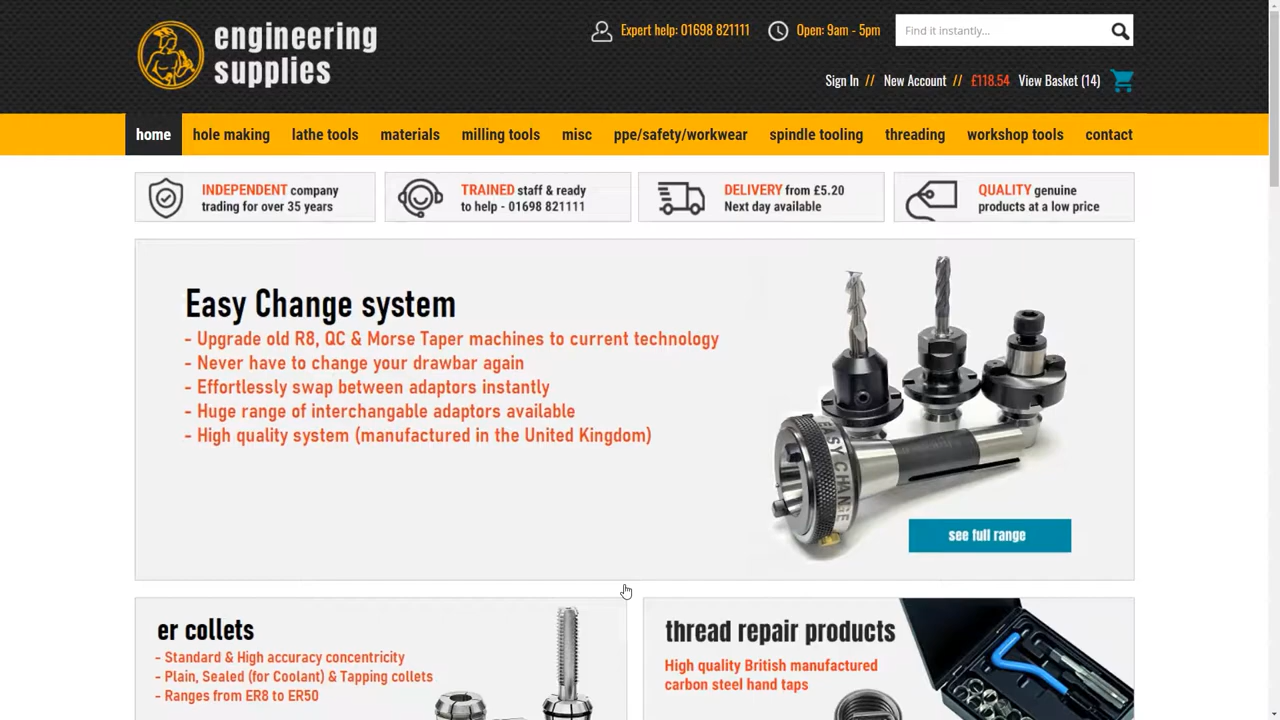 engineering
supplies
Expert help: 01698 821111
Open: 9am - 5pm
Find it instantly...
Sign In // New Account // £118.54 View Basket (14)
home hole making lathe tools materials milling tools misc ppe/safety/workwear spindle tooling threading workshop tools contact
INDEPENDENT company
trading for over 35 years
TRAINED staff & ready
to help - 01698 821111
DELIVERY from £5.20
Next day available
QUALITY genuine
products at a low price
Easy Change system
- Upgrade old R8, QC & Morse Taper machines to current technology
- Never have to change your drawbar again
- Effortlessly swap between adaptors instantly
- Huge range of interchangable adaptors available
- High quality system (manufactured in the United Kingdom)
EASY CHANGE
see full range
er collets
- Standard & High accuracy concentricity
- Plain, Sealed (for Coolant) & Tapping collets
- Ranges from ER8 to ER50
thread repair products
High quality British manufactured
carbon steel hand taps